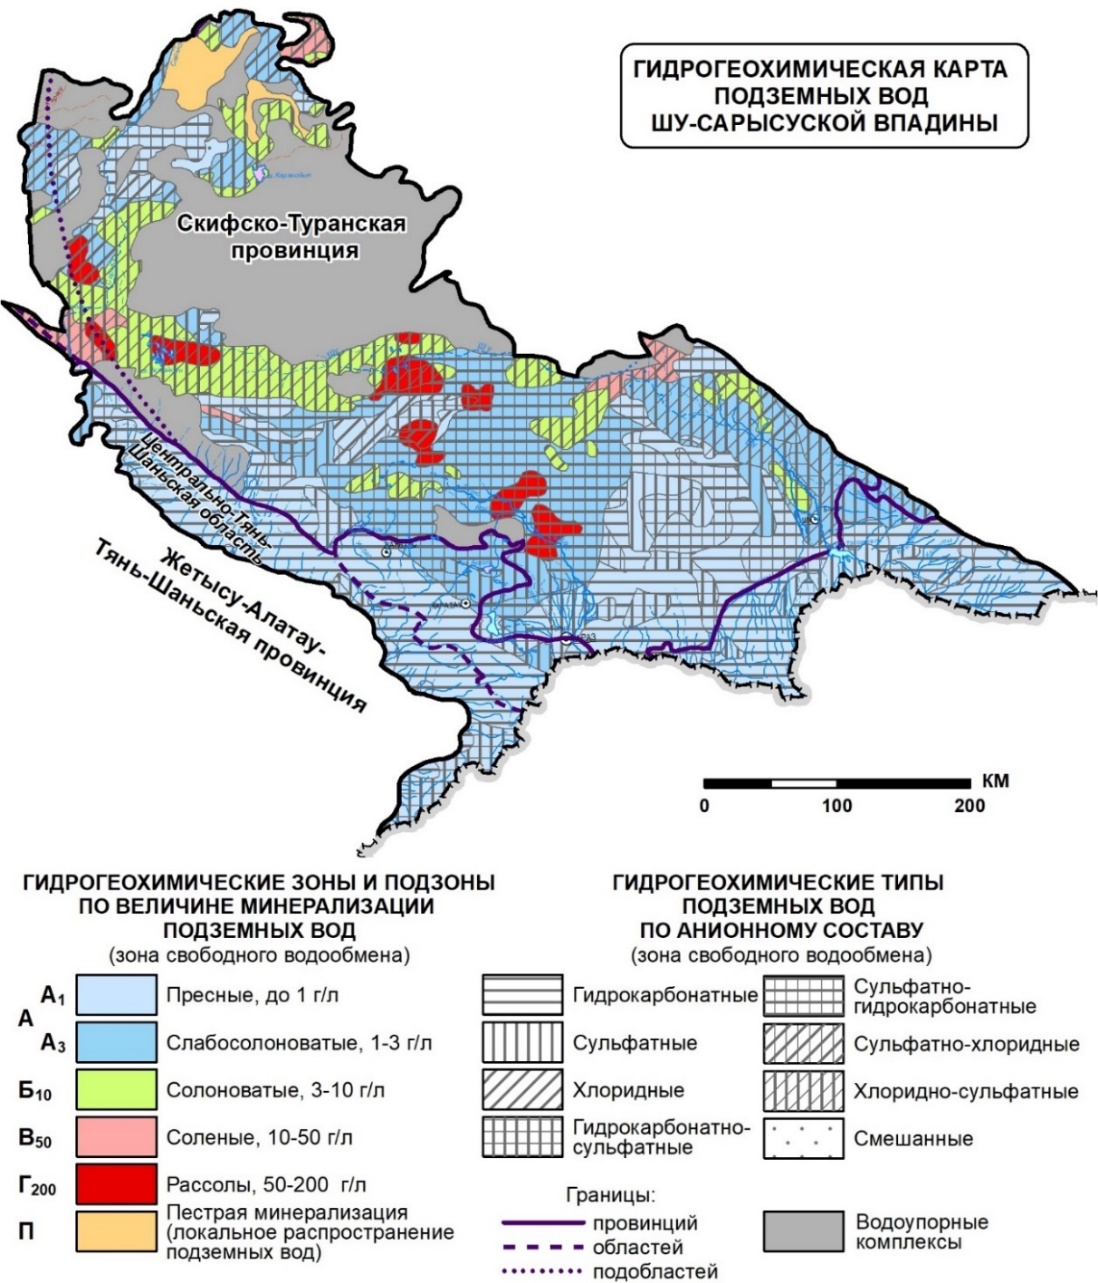 ГИДРОГЕОХИМИЧЕСКАЯ КАРТА
ПОДЗЕМНЫХ ВОД
ШУ-САРЫСУСКОЙ ВПАДИНЫ
Скифско-Туранская
провинция
Центрально-Тянь-
Шаньская область
Жетысу-Алатау-
Тянь-Шаньская провинция
КМ
0 100 200
ГИДРОГЕОХИМИЧЕСКИЕ ЗОНЫ И ПОДЗОНЫ
ПО ВЕЛИЧИНЕ МИНЕРАЛИЗАЦИИ
ПОДЗЕМНЫХ ВОД
(зона свободного водообмена)
А
А1 Пресные, до 1 г/л
А3 Слабосолоноватые, 1-3 г/л
Б10 Солоноватые, 3-10 г/л
В50 Соленые, 10-50 г/л
Г200 Рассолы, 50-200 г/л
П Пестрая минерализация
(локальное распространение
подземных вод)
ГИДРОГЕОХИМИЧЕСКИЕ ТИПЫ
ПОДЗЕМНЫХ ВОД
ПО АНИОННОМУ СОСТАВУ
(зона свободного водообмена)
Гидрокарбонатные
Сульфатные
Хлоридные
Гидрокарбонатно-
сульфатные
Сульфатно-
гидрокарбонатные
Сульфатно-хлоридные
Хлоридно-сульфатные
Смешанные
Границы:
провинций
областей
подобластей
Водоупорные
комплексы